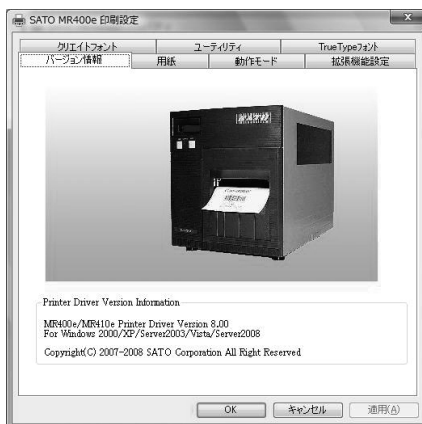 SATO MR400e 印刷設定
クリエイトフォント ユーティリティ TrueTypeフォント
バージョン情報 用紙 動作モード 拡張機能設定
Printer Driver Version Information
MR400e/MR410e Printer Driver Version 8.00
For Windows 2000/XP/Server2003/Vista/Server2008
Copyright(C) 2007-2008 SATO Corporation All Right Reserved
OK キャンセル 適用(A)